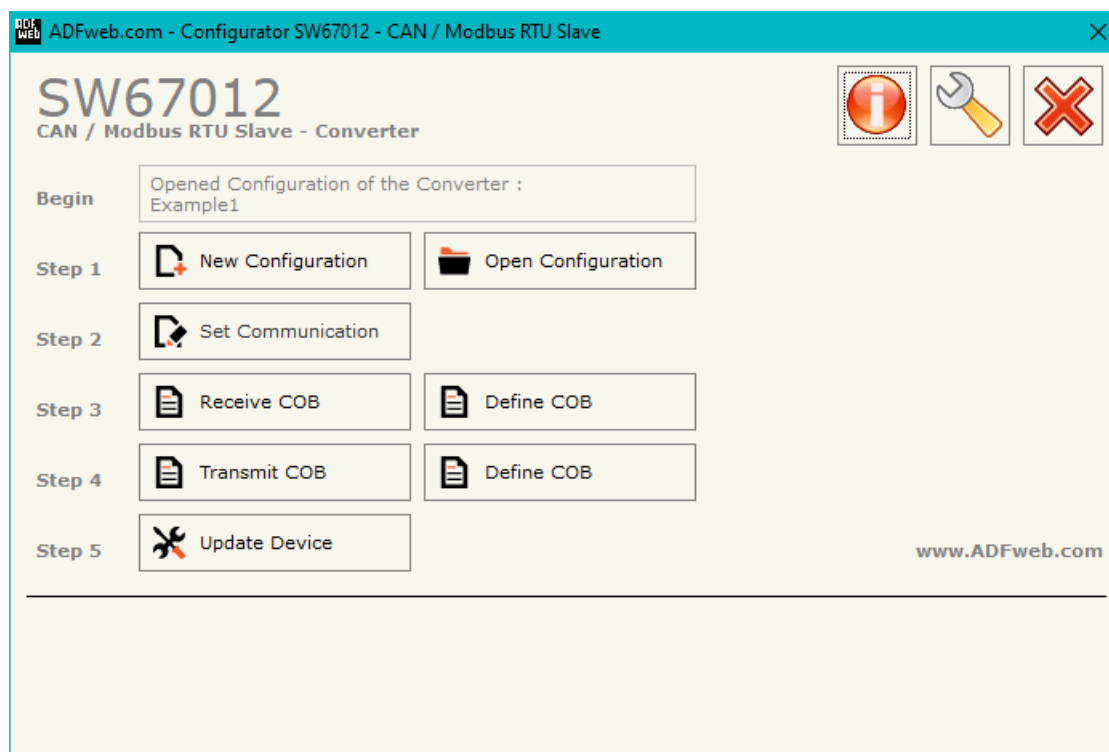 ADF WEB ADFweb.com - Configurator SW67012 - CAN / Modbus RTU Slave
SW67012
CAN / Modbus RTU Slave - Converter
Begin
Opened Configuration of the Converter :
Example1
Step 1
New Configuration
Open Configuration
Step 2
Set Communication
Step 3
Receive COB
Define COB
Step 4
Transmit COB
Define COB
Step 5
Update Device
www.ADFweb.com